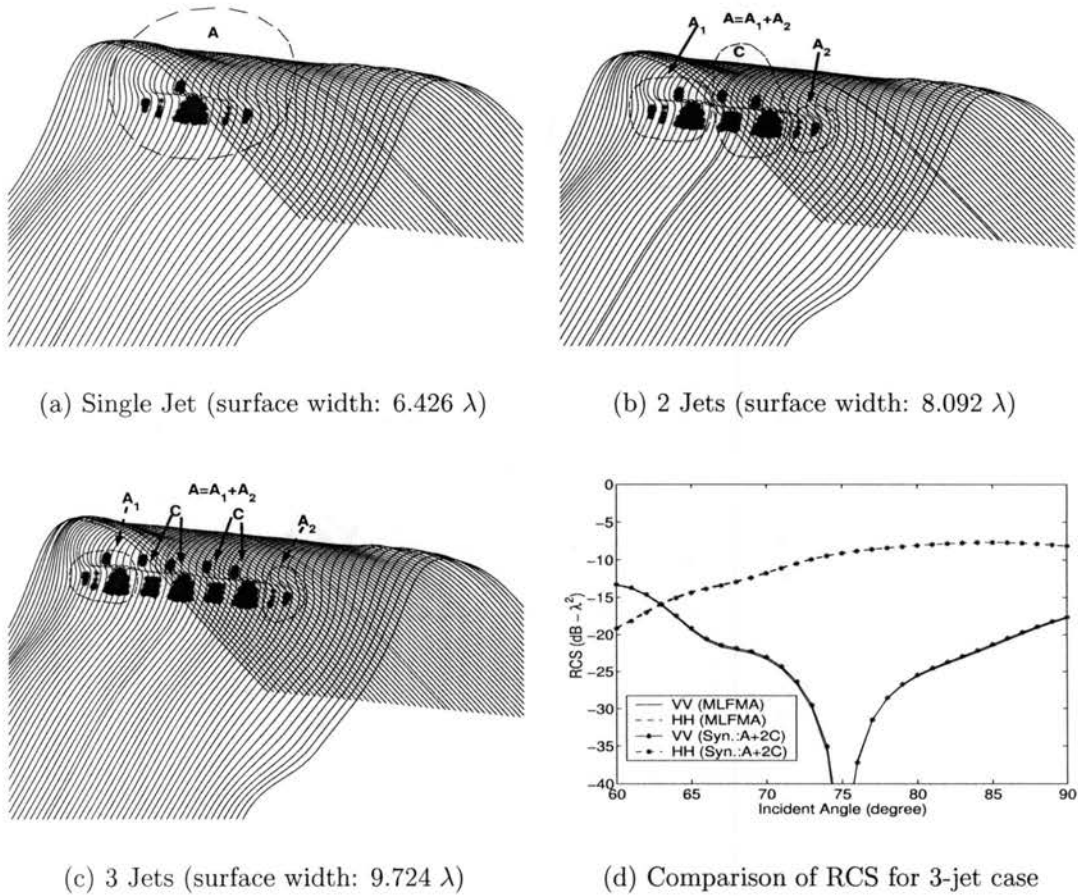 A
(a) Single Jet (surface width: 6.426 λ)
A₁
A=A₁+A₂
C
A₂
(b) 2 Jets (surface width: 8.092 λ)
A₁
A=A₁+A₂
C
C
A₂
(c) 3 Jets (surface width: 9.724 λ)
0
−5
−10
−15
−20
−25
−30
−35
−40
RCS (dB − λ²)
VV (MLFMA)
HH (MLFMA)
VV (Syn.:A+2C)
HH (Syn.:A+2C)
60
65
70
75
80
85
90
Incident Angle (degree)
(d) Comparison of RCS for 3-jet case